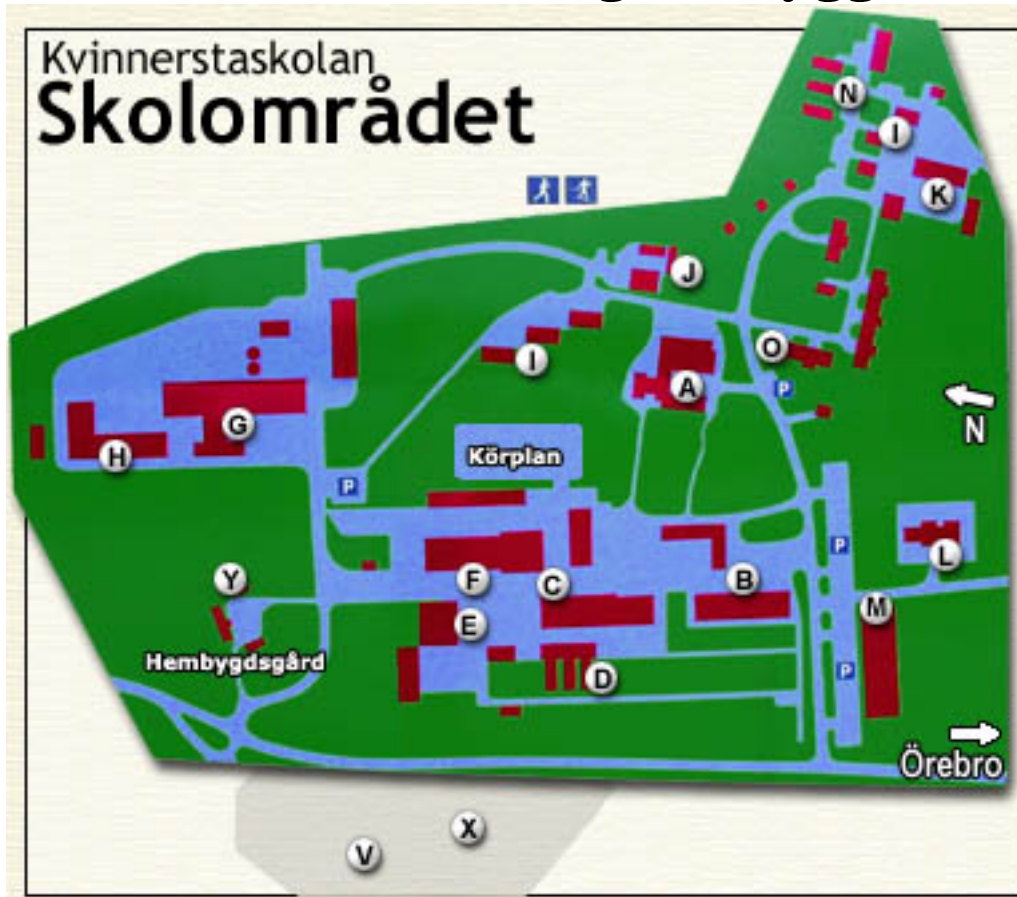 Kvinnerstaskolan
Skolområdet
N
I
K
J
O
I
A
P
N
G
H
Körplan
P
P
L
Y
F
C
B
M
E
Hembygdsgård
D
P
Örebro
X
V